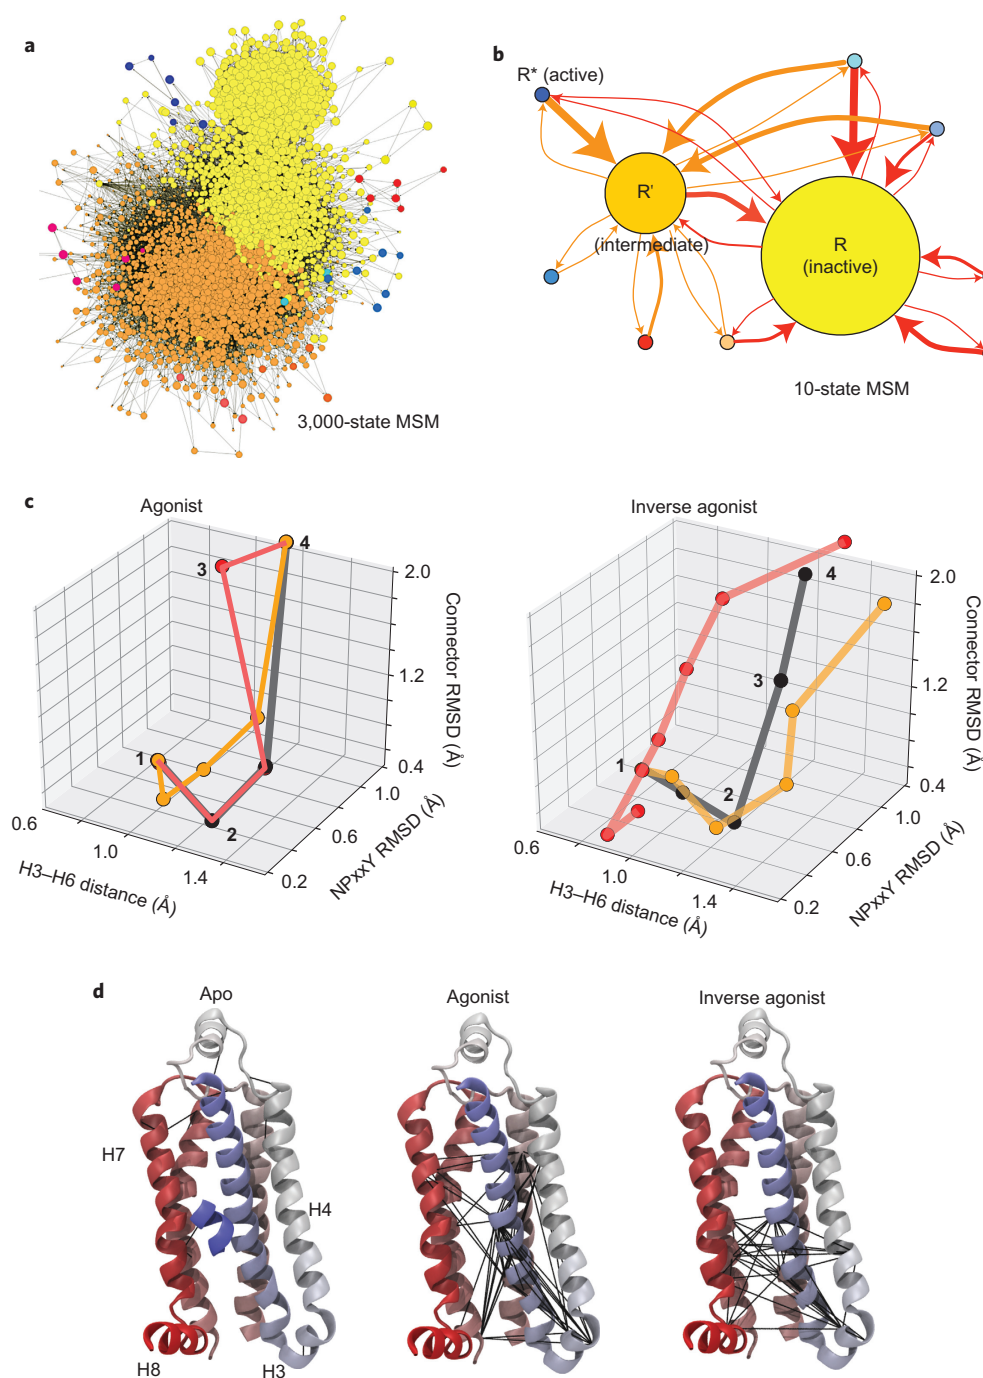 a
3,000-state MSM
b
R* (active)
R'
(intermediate)
R
(inactive)
10-state MSM
c
Agonist
4
3
1
2
2.0
1.2
0.4
Connector RMSD (Å)
1.0
0.6
0.2
NPxxY RMSD (Å)
0.6
1.0
1.4
H3–H6 distance (Å)
Inverse agonist
4
3
1
2
2.0
1.2
0.4
Connector RMSD (Å)
1.0
0.6
0.2
NPxxY RMSD (Å)
0.6
1.0
1.4
H3–H6 distance (Å)
d
Apo
H7
H4
H8
H3
Agonist
Inverse agonist